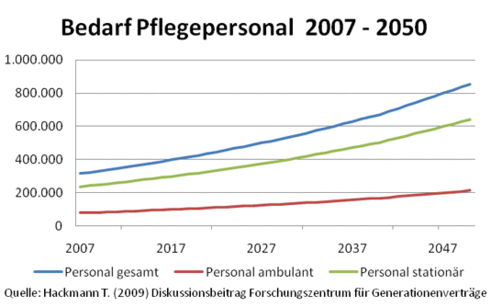 Bedarf Pflegepersonal 2007 - 2050
1.000.000
800.000
600.000
400.000
200.000
0
2007 2017 2027 2037 2047
Personal gesamt Personal ambulant Personal stationär
Quelle: Hackmann T. (2009) Diskussionsbeitrag Forschungszentrum für Generationenverträge